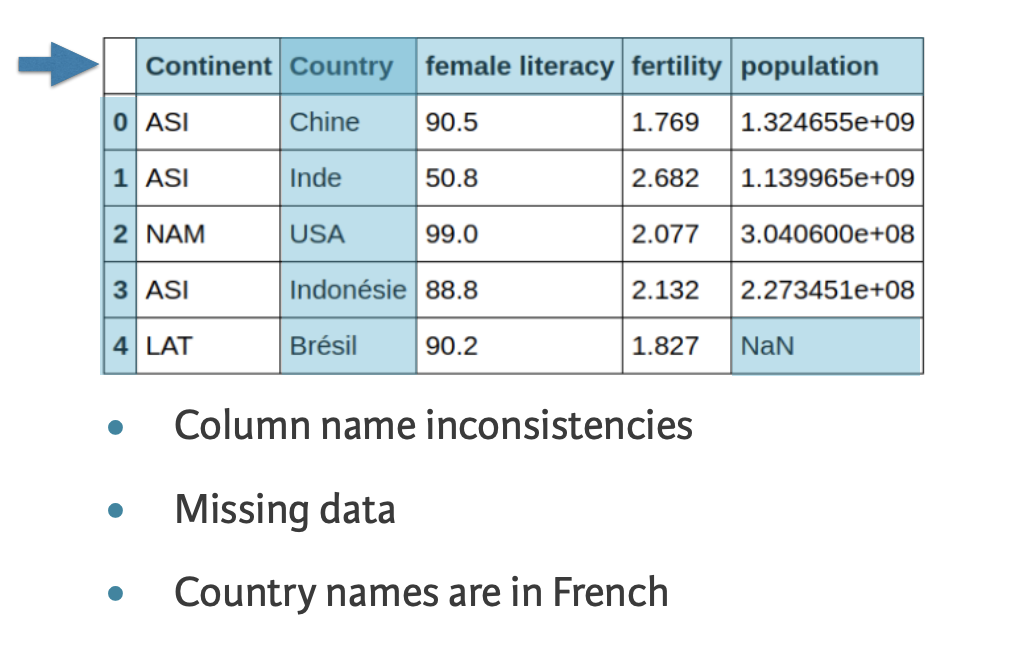 Continent Country female literacy fertility population
0 ASI Chine 90.5 1.769 1.324655e+09
1 ASI Inde 50.8 2.682 1.139965e+09
2 NAM USA 99.0 2.077 3.040600e+08
3 ASI Indonésie 88.8 2.132 2.273451e+08
4 LAT Brésil 90.2 1.827 NaN
• Column name inconsistencies
• Missing data
• Country names are in French